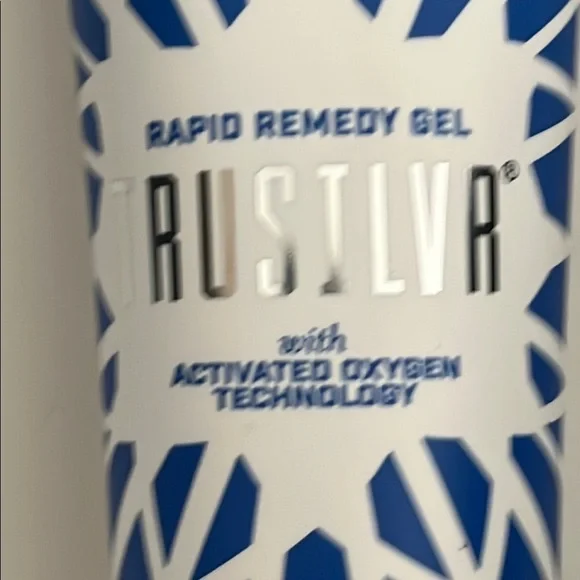 RAPID REMEDY GEL
TRUSILVR®
with
ACTIVATED OXYGEN
TECHNOLOGY